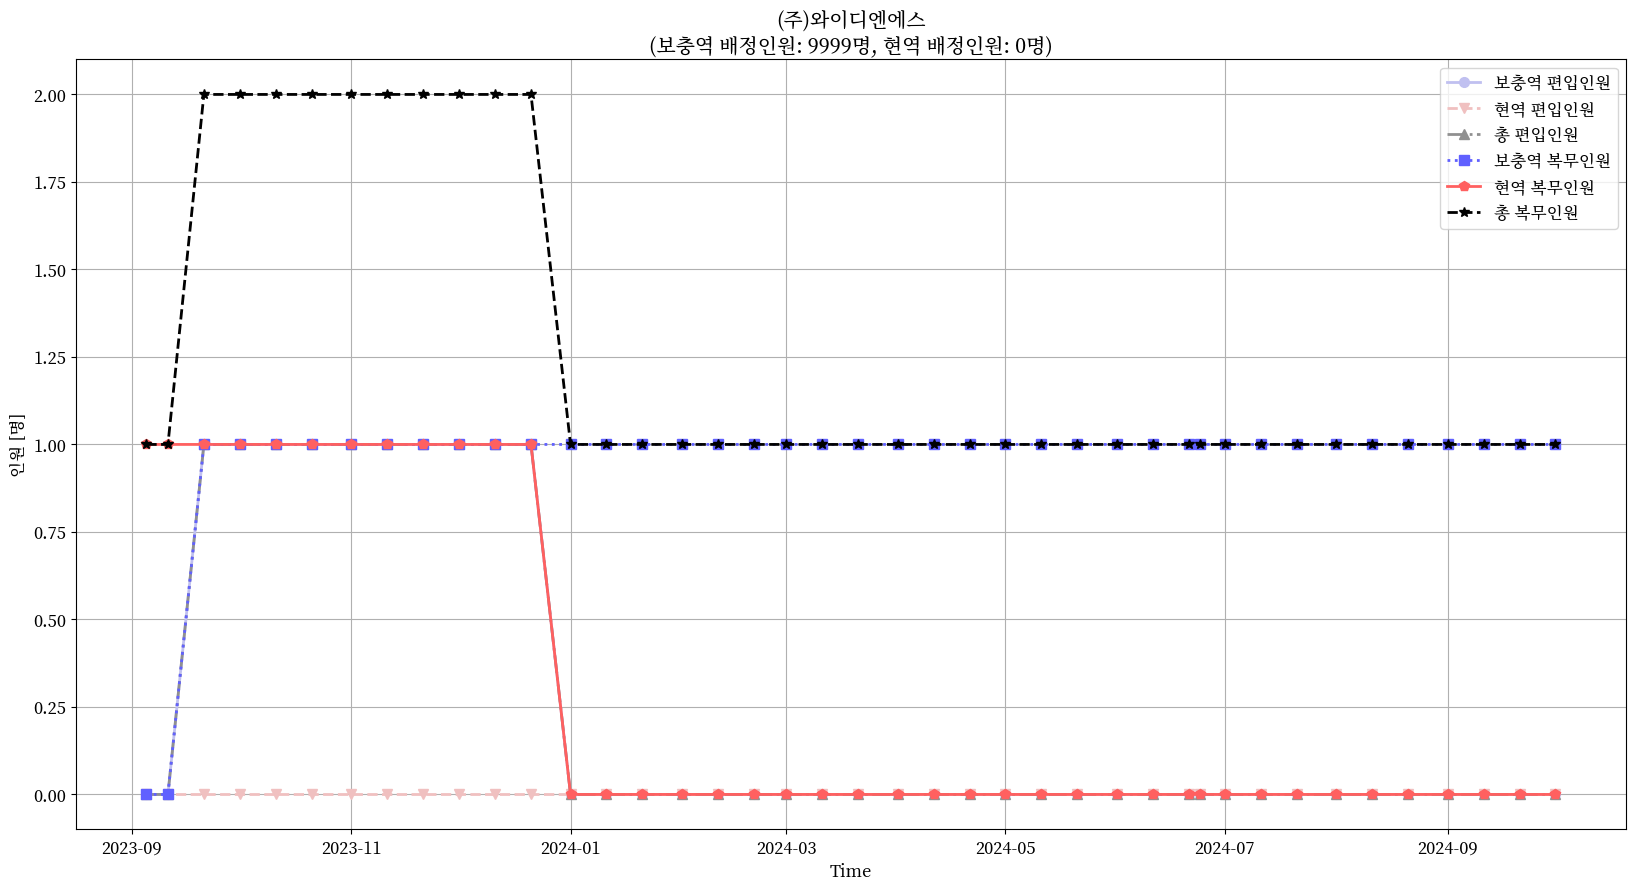 (주)와이디엔에스
(보충역 배정인원: 9999명, 현역 배정인원: 0명)
보충역 편입인원
현역 편입인원
총 편입인원
보충역 복무인원
현역 복무인원
총 복무인원
2.00
1.75
1.50
1.25
1.00
0.75
0.50
0.25
0.00
인원 [명]
2023-09
2023-11
2024-01
2024-03
2024-05
2024-07
2024-09
Time